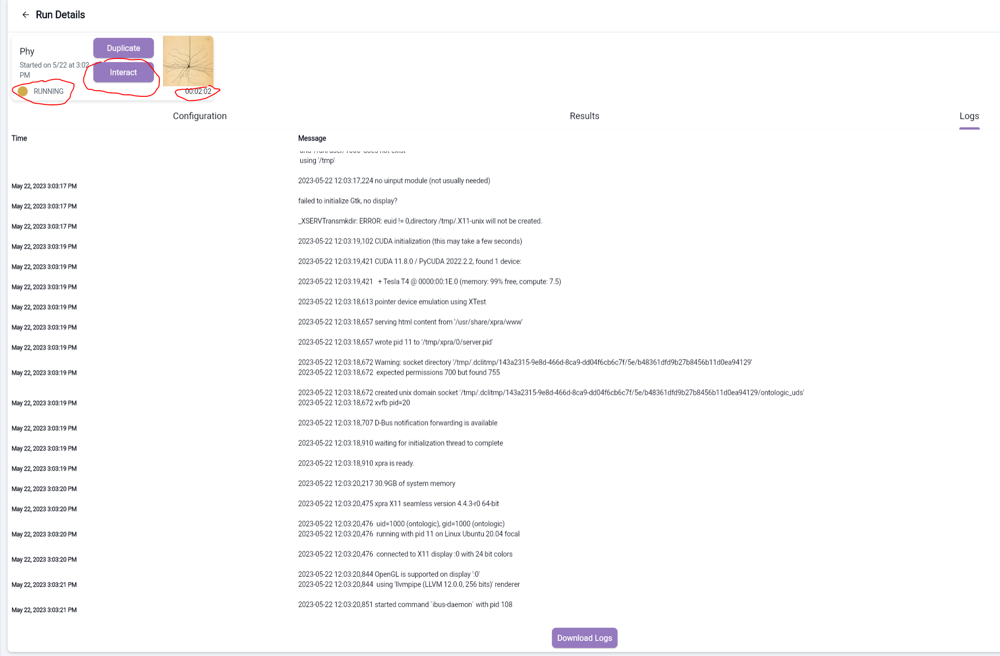 Run Details
Phy
Duplicate
Started on 5/22 at 3:02
PM
Interact
RUNNING
00:02:02
Configuration Results Logs
Time Message
and '/run/user/1000' does not exist
using '/tmp'
2023-05-22 12:03:17,224 no uinput module (not usually needed)
May 22, 2023 3:03:17 PM
failed to initialize Gtk, no display?
May 22, 2023 3:03:17 PM
_XSERVTransmkdir: ERROR: euid != 0,directory /tmp/.X11-unix will not be created.
May 22, 2023 3:03:17 PM
2023-05-22 12:03:19,102 CUDA initialization (this may take a few seconds)
May 22, 2023 3:03:19 PM
2023-05-22 12:03:19,421 CUDA 11.8.0 / PyCUDA 2022.2.2, found 1 device:
May 22, 2023 3:03:19 PM
2023-05-22 12:03:19,421 + Tesla T4 @ 0000:00:1E.0 (memory: 99% free, compute: 7.5)
May 22, 2023 3:03:19 PM
2023-05-22 12:03:18,613 pointer device emulation using XTest
May 22, 2023 3:03:19 PM
2023-05-22 12:03:18,657 serving html content from '/usr/share/xpra/www'
May 22, 2023 3:03:19 PM
2023-05-22 12:03:18,657 wrote pid 11 to '/tmp/xpra/0/server.pid'
May 22, 2023 3:03:19 PM
2023-05-22 12:03:18,672 Warning: socket directory '/tmp/.dclitmp/143a2315-9e8d-466d-8ca9-dd04f6cb6c7f/5e/b48361dfd9b27b8456b11d0ea94129'
2023-05-22 12:03:18,672 expected permissions 700 but found 755
May 22, 2023 3:03:19 PM
2023-05-22 12:03:18,672 created unix domain socket '/tmp/.dclitmp/143a2315-9e8d-466d-8ca9-dd04f6cb6c7f/5e/b48361dfd9b27b8456b11d0ea94129/ontologic_uds'
2023-05-22 12:03:18,672 xvfb pid=20
May 22, 2023 3:03:19 PM
2023-05-22 12:03:18,707 D-Bus notification forwarding is available
May 22, 2023 3:03:19 PM
2023-05-22 12:03:18,910 waiting for initialization thread to complete
May 22, 2023 3:03:19 PM
2023-05-22 12:03:18,910 xpra is ready.
May 22, 2023 3:03:19 PM
2023-05-22 12:03:20,217 30.9GB of system memory
May 22, 2023 3:03:20 PM
2023-05-22 12:03:20,475 xpra X11 seamless version 4.4.3-r0 64-bit
May 22, 2023 3:03:20 PM
2023-05-22 12:03:20,476 uid=1000 (ontologic), gid=1000 (ontologic)
2023-05-22 12:03:20,476 running with pid 11 on Linux Ubuntu 20.04 focal
May 22, 2023 3:03:20 PM
2023-05-22 12:03:20,476 connected to X11 display :0 with 24 bit colors
May 22, 2023 3:03:20 PM
2023-05-22 12:03:20,844 OpenGL is supported on display ':0'
2023-05-22 12:03:20,844 using 'llvmpipe (LLVM 12.0.0, 256 bits)' renderer
May 22, 2023 3:03:21 PM
2023-05-22 12:03:20,851 started command `ibus-daemon` with pid 108
May 22, 2023 3:03:21 PM
Download Logs